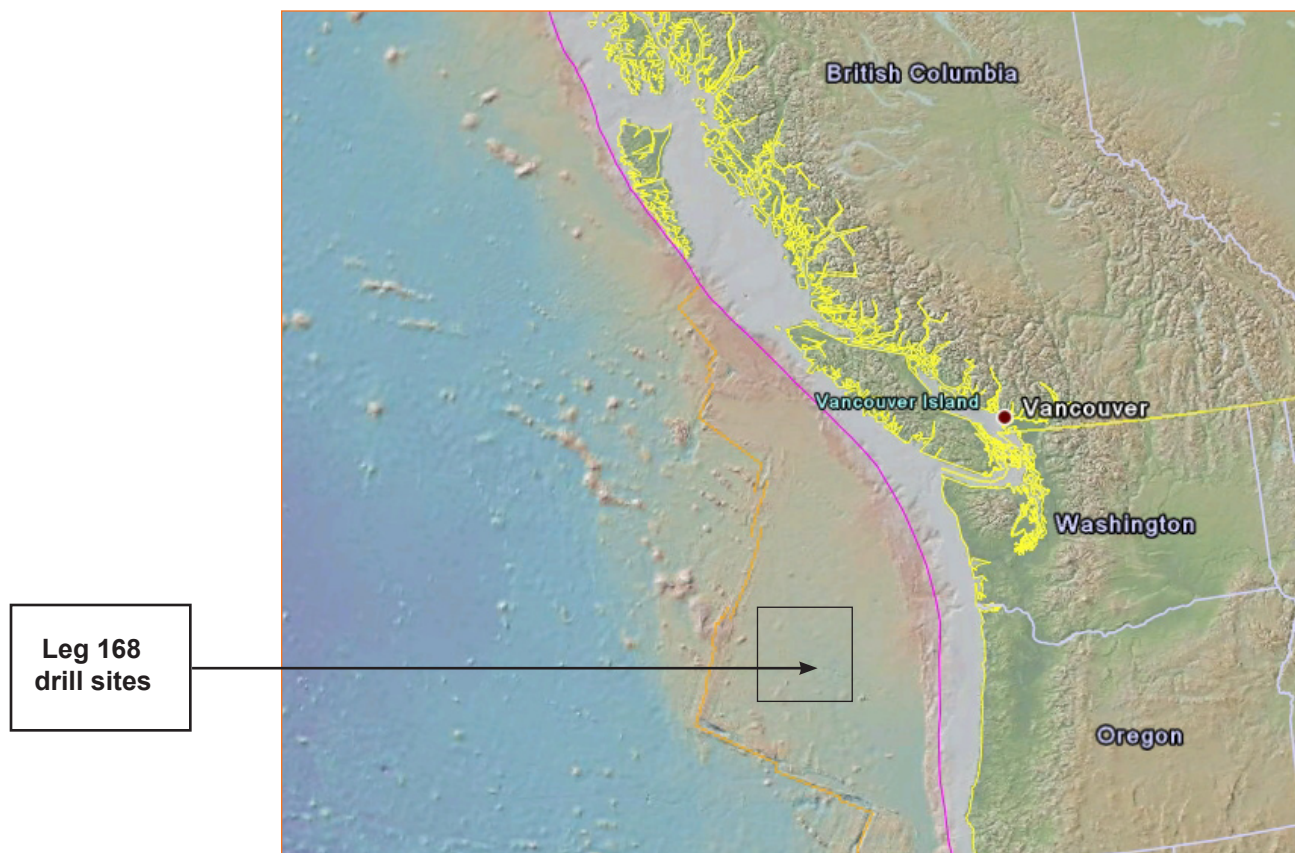 British Columbia
Vancouver Island
Vancouver
Washington
Leg 168
drill sites
Oregon